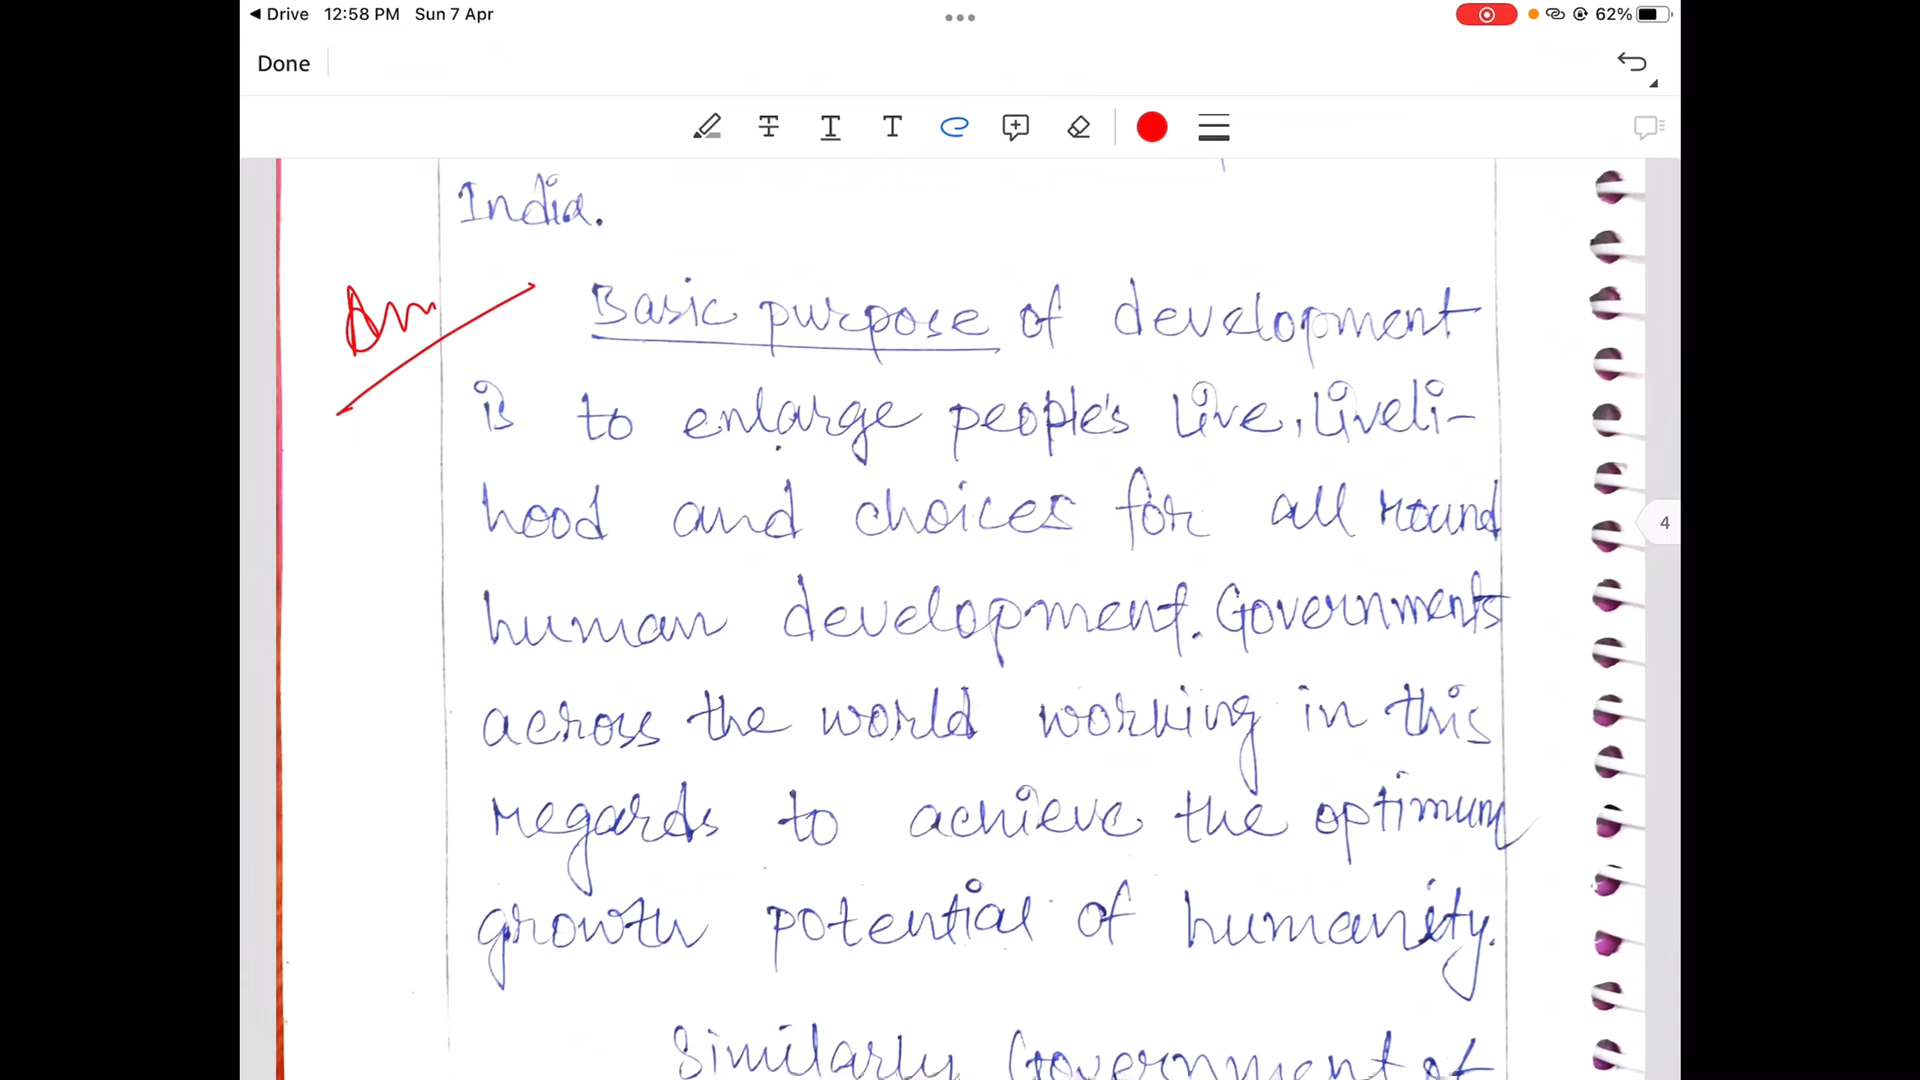 Drive 12:58 PM Sun 7 Apr
62%
Done
India.
Ans Basic purpose of development
is to enlarge people's Live, Liveli-
hood and choices for all round
human development. Governments
across the world working in this
regards to achieve the optimum
growth potential of humanity.
Similarly Government of
4